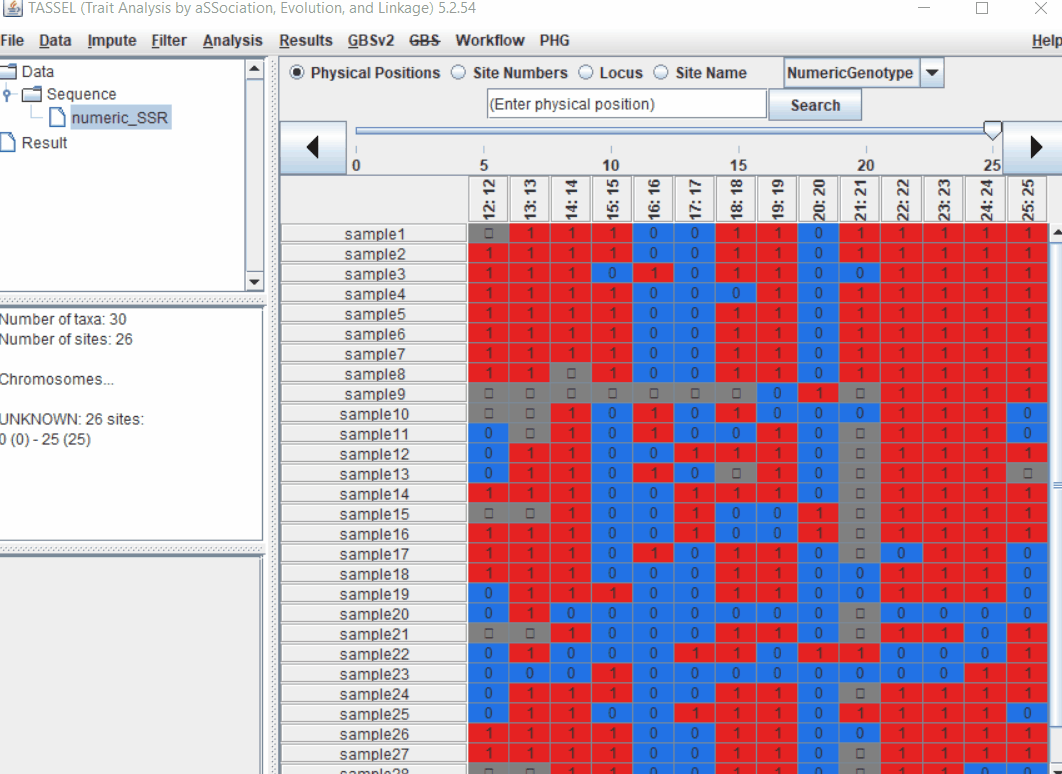 TASSEL (Trait Analysis by aSSociation, Evolution, and Linkage) 5.2.54
File Data Impute Filter Analysis Results GBSv2 GBS Workflow PHG Help
Data
Sequence
numeric_SSR
Result
Number of taxa: 30
Number of sites: 26
Chromosomes...
UNKNOWN: 26 sites:
0 (0) - 25 (25)
Physical Positions Site Numbers Locus Site Name NumericGenotype
(Enter physical position) Search
0 5 10 15 20 25
12: 12 13: 13 14: 14 15: 15 16: 16 17: 17 18: 18 19: 19 20: 20 21: 21 22: 22 23: 23 24: 24 25: 25
sample1 □ 1 1 1 0 0 1 1 0 1 1 1 1 1
sample2 1 1 1 1 0 0 1 1 0 1 1 1 1 1
sample3 1 1 1 0 1 0 1 1 0 0 1 1 1 1
sample4 1 1 1 1 0 0 0 1 0 1 1 1 1 1
sample5 1 1 1 1 0 0 1 1 0 1 1 1 1 1
sample6 1 1 1 1 0 0 1 1 0 1 1 1 1 1
sample7 1 1 1 1 0 0 1 1 0 1 1 1 1 1
sample8 1 1 □ 1 0 0 1 1 0 1 1 1 1 1
sample9 □ □ □ □ □ □ □ 0 1 □ 1 1 1 1
sample10 □ □ 1 0 1 0 1 0 0 0 1 1 1 0
sample11 0 □ 1 0 1 0 0 1 0 □ 1 1 1 0
sample12 0 1 1 0 0 1 1 1 0 □ 1 1 1 1
sample13 0 1 1 0 1 0 □ 1 0 □ 1 1 1 □
sample14 1 1 1 0 0 1 1 1 0 □ 1 1 1 1
sample15 □ □ 1 0 0 1 0 0 1 □ 1 1 1 1
sample16 1 1 1 0 0 1 0 0 1 □ 1 1 1 1
sample17 1 1 1 0 1 0 1 1 0 □ 0 1 1 0
sample18 1 1 1 0 0 0 1 1 0 0 1 1 1 0
sample19 0 1 1 1 0 0 1 1 0 0 1 1 1 0
sample20 0 1 0 0 0 0 0 0 0 □ 0 0 0 0
sample21 □ □ 1 0 0 0 1 1 0 □ 1 1 0 1
sample22 0 1 0 0 0 1 1 0 1 1 0 0 0 1
sample23 0 0 0 1 0 0 0 0 0 0 0 0 1 1
sample24 0 1 1 1 0 0 1 1 0 □ 1 1 1 1
sample25 0 1 1 0 0 1 1 1 0 1 1 1 1 0
sample26 1 1 1 1 0 0 1 1 0 0 1 1 1 1
sample27 1 1 1 1 0 0 1 1 0 □ 1 1 1 1
sample28